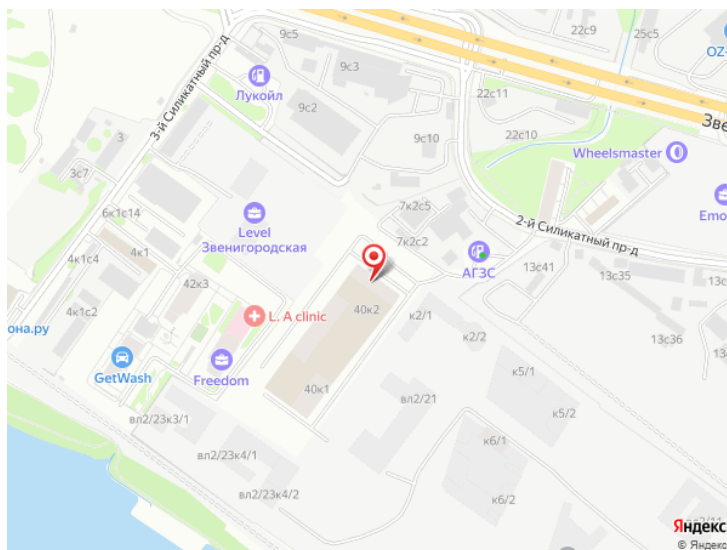 22с9
25с5
9с5
OZ-
9с3
3-й Силикатный пр-д
Лукойл
22с11
Зве
9с2
22с10
9с10
3
Wheelsmaster
3с7
Emo
7к2с5
6к1с14
Level
Звенигородская
2-й Силикатный пр-д
4к1
7к2с2
4к1с4
АГЗС
13с41
13с35
42к3
4к1с2
L. A clinic
40к2
к2/1
она.ру
к2/2
13с38
13с36
GetWash
Freedom
к5/1
40к1
вл2/21
к5/2
вл2/23к3/1
к6/1
вл2/23к4/1
вл2/23к4/2
к6/2
Яндекс
© Яндекс